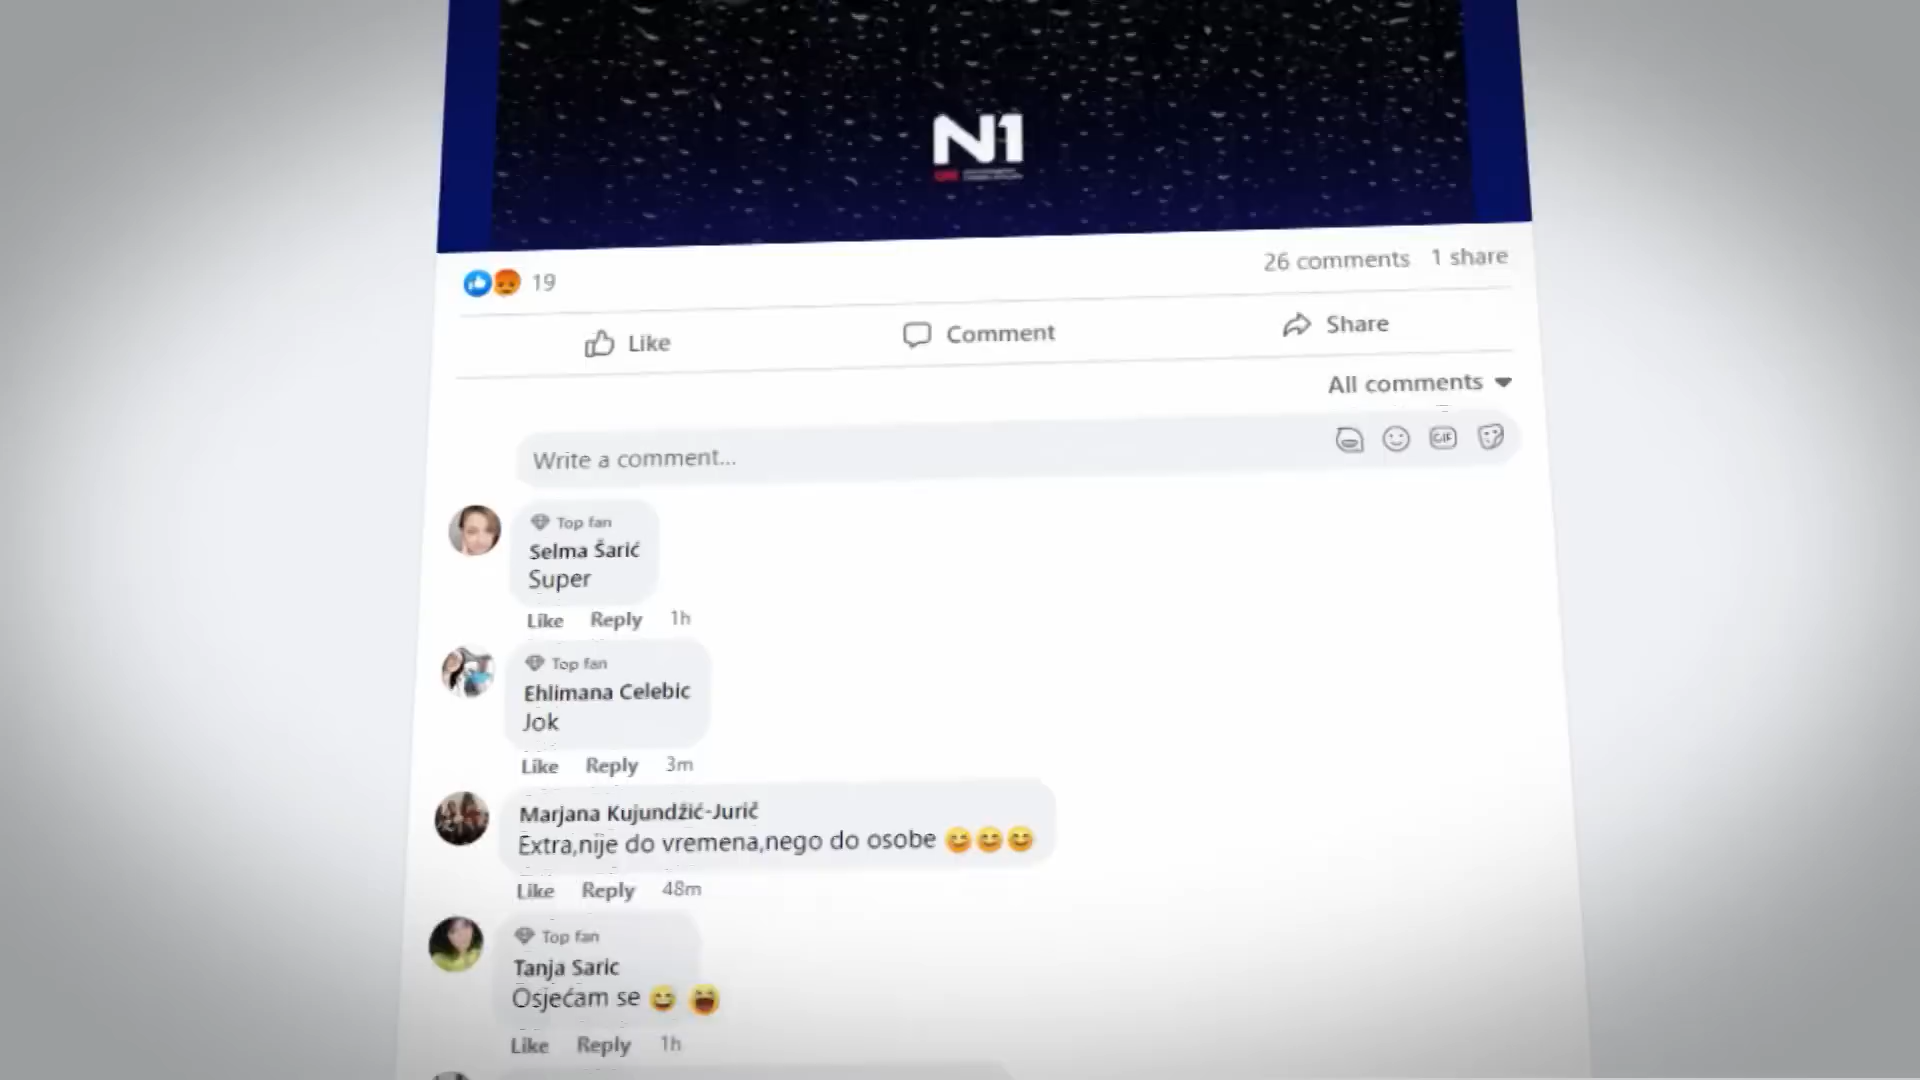 N1
19
26 comments 1 share
Like Comment Share
All comments
Write a comment...
GIF
Top fan
Selma Šarić
Super
Like Reply 1h
Top fan
Ehlimana Celebic
Jok
Like Reply 3m
Marjana Kujundžić-Jurič
Extra,nije do vremena,nego do osobe 😊😊😊
Like Reply 48m
Top fan
Tanja Saric
Osjećam se 😄 😆
Like Reply 1h